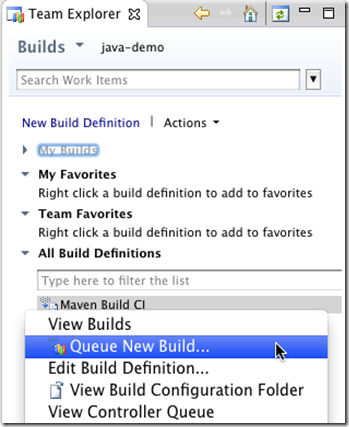 Team Explorer
Builds java-demo
Search Work Items
New Build Definition | Actions
My Builds
My Favorites
Right click a build definition to add to favorites
Team Favorites
Right click a build definition to add to favorites
All Build Definitions
Type here to filter the list
Maven Build CI
View Builds
Queue New Build...
Edit Build Definition...
View Build Configuration Folder
View Controller Queue